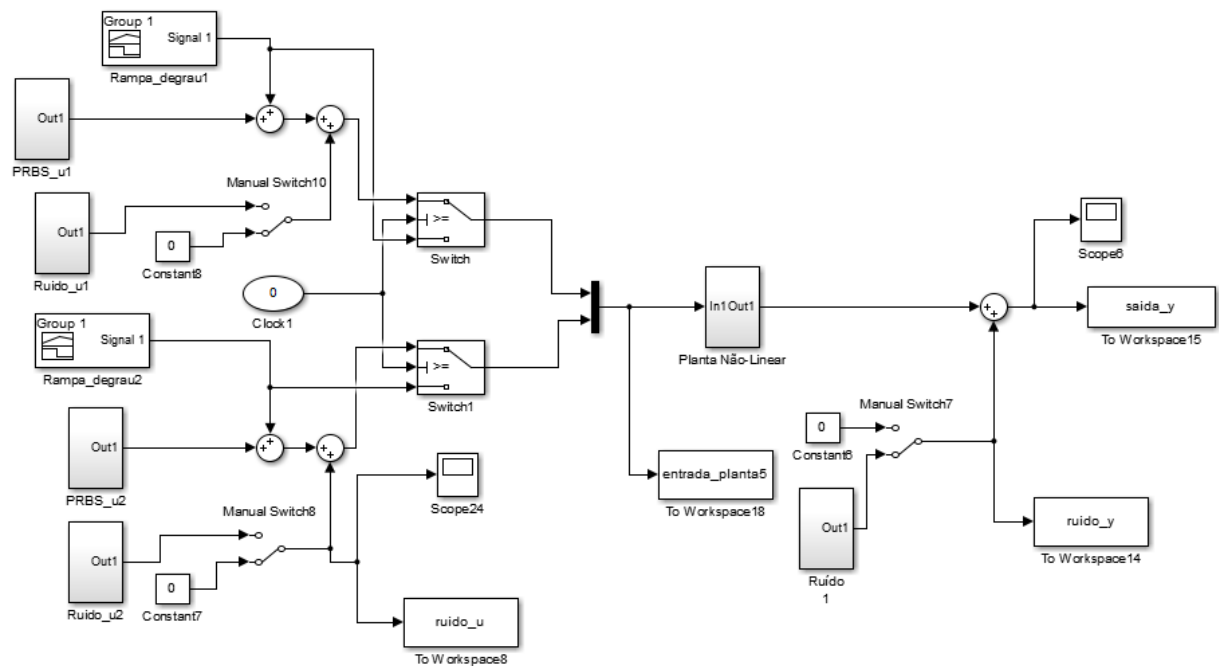 Group 1
Signal 1
Rampa_degrau1
Out1
PRBS_u1
Manual Switch10
Out1
0
Constant8
Ruido_u1
>=
Switch
0
Clock1
Group 1
Signal 1
Rampa_degrau2
>=
Switch1
Out1
PRBS_u2
Manual Switch8
Out1
0
Constant7
Ruido_u2
Scope24
ruido_u
To Workspace8
In1Out1
Planta Não-Linear
entrada_planta5
To Workspace18
Scope6
saida_y
To Workspace15
Manual Switch7
0
Constant6
Out1
Ruído
1
ruido_y
To Workspace14